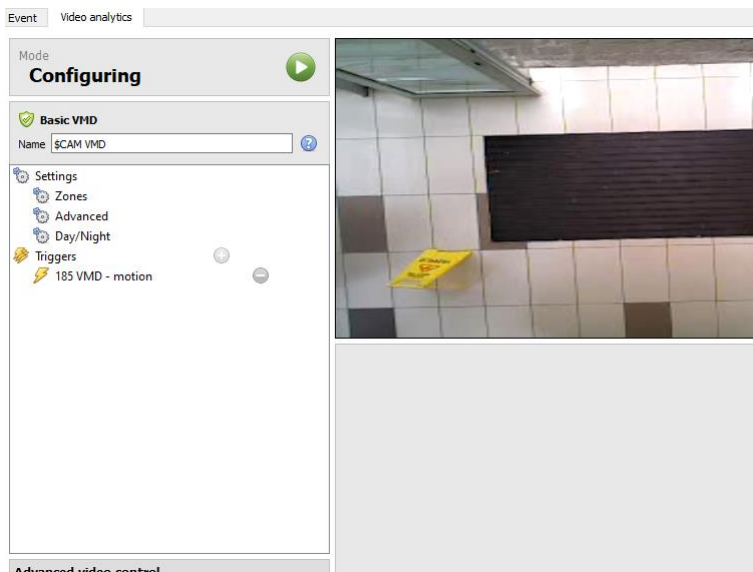 Event Video analytics
Mode
Configuring
Basic VMD
Name $CAM VMD
Settings
Zones
Advanced
Day/Night
Triggers
185 VMD - motion
Advanced video control